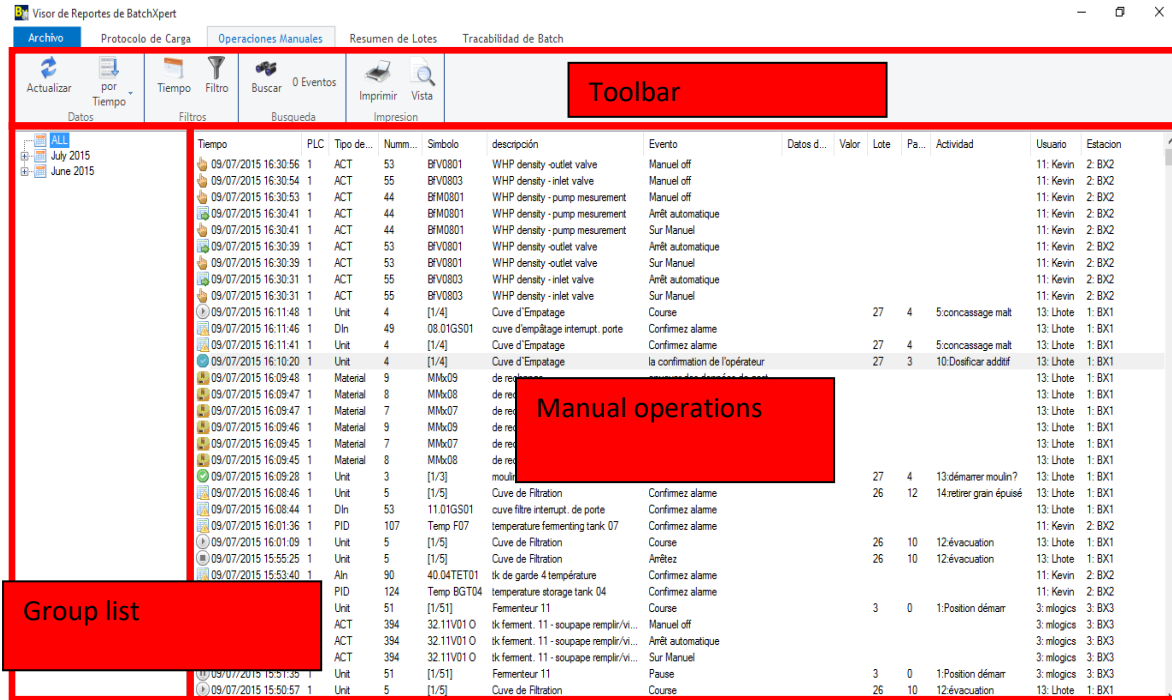 Visor de Reportes de BatchXpert
Archivo Protocolo de Carga Operaciones Manuales Resumen de Lotes Tracabilidad de Batch
Actualizar por Tiempo Tiempo Filtro Buscar 0 Eventos Imprimir Vista
Datos Filtros Busqueda Impresion
Toolbar
ALL
July 2015
June 2015
Tiempo PLC Tipo de... Numm... Simbolo descripción Evento Datos d... Valor Lote Pa... Actividad Usuario Estacion
09/07/2015 16:30:56 1 ACT 53 BfV0801 WHP density -outlet valve Manuel off 11: Kevin 2: BX2
09/07/2015 16:30:54 1 ACT 55 BfV0803 WHP density - inlet valve Manuel off 11: Kevin 2: BX2
09/07/2015 16:30:53 1 ACT 44 BfM0801 WHP density - pump mesurement Manuel off 11: Kevin 2: BX2
09/07/2015 16:30:41 1 ACT 44 BfM0801 WHP density - pump mesurement Arrêt automatique 11: Kevin 2: BX2
09/07/2015 16:30:41 1 ACT 44 BfM0801 WHP density - pump mesurement Sur Manuel 11: Kevin 2: BX2
09/07/2015 16:30:39 1 ACT 53 BfV0801 WHP density -outlet valve Arrêt automatique 11: Kevin 2: BX2
09/07/2015 16:30:39 1 ACT 53 BfV0801 WHP density -outlet valve Sur Manuel 11: Kevin 2: BX2
09/07/2015 16:30:31 1 ACT 55 BfV0803 WHP density - inlet valve Arrêt automatique 11: Kevin 2: BX2
09/07/2015 16:30:31 1 ACT 55 BfV0803 WHP density - inlet valve Sur Manuel 11: Kevin 2: BX2
09/07/2015 16:11:48 1 Unit 4 [1/4] Cuve d'Empatage Course 27 4 5:concassage malt 13: Lhote 1: BX1
09/07/2015 16:11:46 1 DIn 49 08.01GS01 cuve d'empâtage interrupt. porte Confirmez alarme 13: Lhote 1: BX1
09/07/2015 16:11:41 1 Unit 4 [1/4] Cuve d'Empatage Confirmez alarme 27 4 5:concassage malt 13: Lhote 1: BX1
09/07/2015 16:10:20 1 Unit 4 [1/4] Cuve d'Empatage la confirmation de l'opérateur 27 3 10:Dosificar additif 13: Lhote 1: BX1
09/07/2015 16:09:48 1 Material 9 MMx09 de 13: Lhote 1: BX1
09/07/2015 16:09:47 1 Material 8 MMx08 de 13: Lhote 1: BX1
09/07/2015 16:09:47 1 Material 7 MMx07 de 13: Lhote 1: BX1
09/07/2015 16:09:46 1 Material 9 MMx09 de 13: Lhote 1: BX1
09/07/2015 16:09:45 1 Material 7 MMx07 de 13: Lhote 1: BX1
09/07/2015 16:09:45 1 Material 8 MMx08 de 13: Lhote 1: BX1
Manual operations
09/07/2015 16:09:28 1 Unit 3 [1/3] 27 4 13:démarrer moulin? 13: Lhote 1: BX1
09/07/2015 16:08:46 1 Unit 5 [1/5] Cuve de Filtration Confirmez alarme 26 12 14:retirer grain épuisé 13: Lhote 1: BX1
09/07/2015 16:08:44 1 DIn 53 11.01GS01 cuve filtre interrupt. de porte Confirmez alarme 13: Lhote 1: BX1
09/07/2015 16:01:36 1 PID 107 Temp F07 temperature fermenting tank 07 Confirmez alarme 11: Kevin 2: BX2
09/07/2015 16:01:09 1 Unit 5 [1/5] Cuve de Filtration Course 26 10 12:évacuation 13: Lhote 1: BX1
09/07/2015 15:55:25 1 Unit 5 [1/5] Cuve de Filtration Arrêtez 26 10 12:évacuation 13: Lhote 1: BX1
09/07/2015 15:53:40 1 AIn 90 40.04TET01 tk de garde 4 température Confirmez alarme 11: Kevin 2: BX2
PID 124 Temp BGT04 temperature storage tank 04 Confirmez alarme 11: Kevin 2: BX2
Group list
Unit 51 [1/51] Fermenteur 11 Course 3 0 1:Position démarr 3: mlogics 3: BX3
ACT 394 32.11V01 O tk ferment. 11 - soupape remplir/vi... Manuel off 3: mlogics 3: BX3
ACT 394 32.11V01 O tk ferment. 11 - soupape remplir/vi... Arrêt automatique 3: mlogics 3: BX3
ACT 394 32.11V01 O tk ferment. 11 - soupape remplir/vi... Sur Manuel 3: mlogics 3: BX3
09/07/2015 15:51:35 1 Unit 51 [1/51] Fermenteur 11 Pause 3 0 1:Position démarr 3: mlogics 3: BX3
09/07/2015 15:50:57 1 Unit 5 [1/5] Cuve de Filtration Course 26 10 12:évacuation 13: Lhote 1: BX1